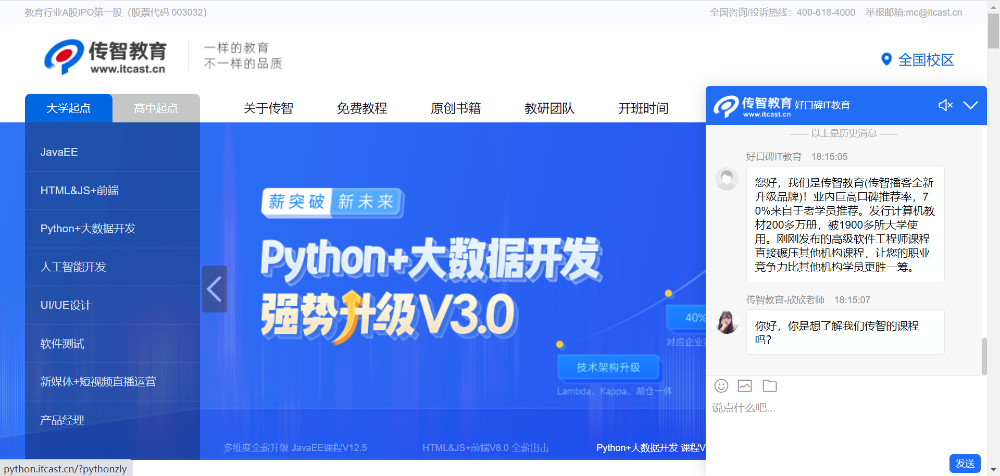 教育行业A股IPO第一股（股票代码 003032）
全国咨询/投诉热线：400-618-4000 举报邮箱:mc@itcast.cn
传智教育
www.itcast.cn
一样的教育
不一样的品质
全国校区
大学起点
高中起点
关于传智
免费教程
原创书籍
教研团队
开班时间
JavaEE
HTML&JS+前端
Python+大数据开发
人工智能开发
UI/UE设计
软件测试
新媒体+短视频直播运营
产品经理
薪突破 新未来
Python+大数据开发
强势升级V3.0
40%
对应企业
技术架构升级
Lambda、Kappa、湖仓一体
多维度全薪升级 JavaEE课程V12.5
HTML&JS+前端V8.0 全薪出击
Python+大数据开发 课程V
传智教育
www.itcast.cn
好口碑IT教育
以上是历史消息
好口碑IT教育 18:15:05
您好，我们是传智教育(传智播客全新
升级品牌)！业内巨高口碑推荐率，7
0%来自于老学员推荐。发行计算机教
材200多万册，被1900多所大学使
用。刚刚发布的高级软件工程师课程
直接碾压其他机构课程，让您的职业
竞争力比其他机构学员更胜一筹。
传智教育-欣欣老师 18:15:07
你好，你是想了解我们传智的课程
吗？
说点什么吧...
发送
python.itcast.cn/?pythonzly